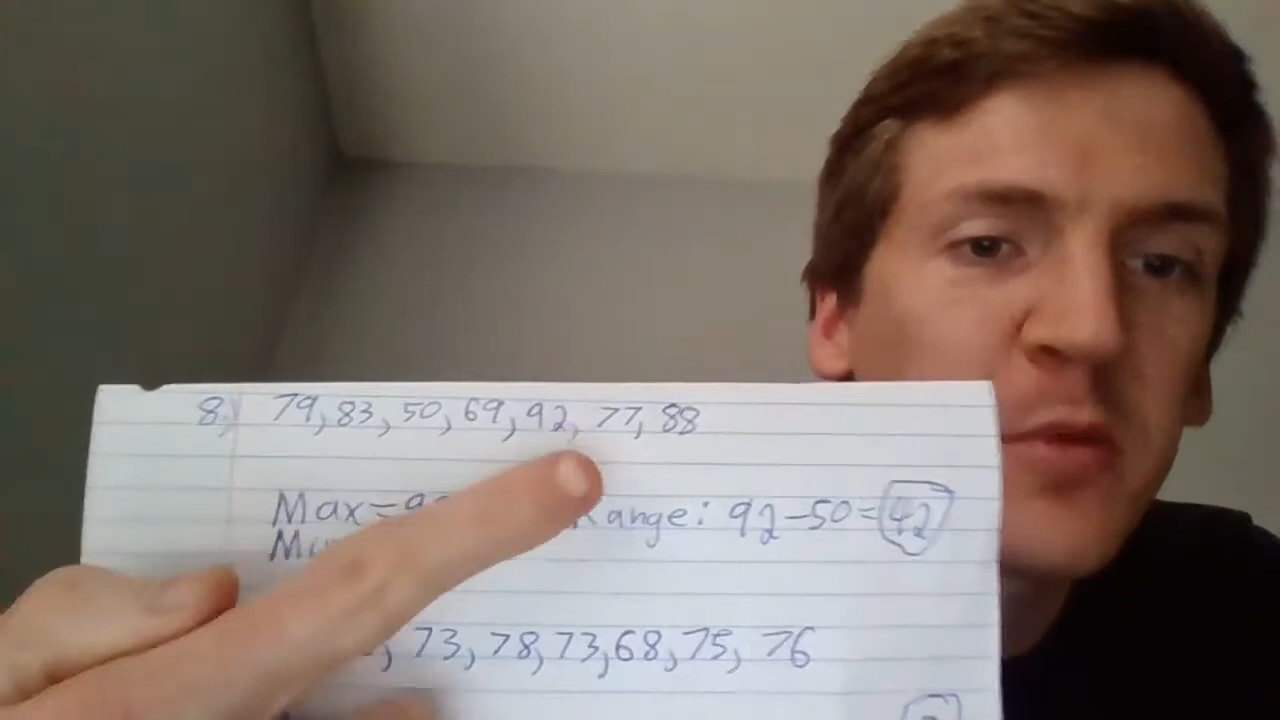 8) 79, 83, 50, 69, 92, 77, 88
Max= Range: 92-50=42
73, 78, 73, 68, 75, 76